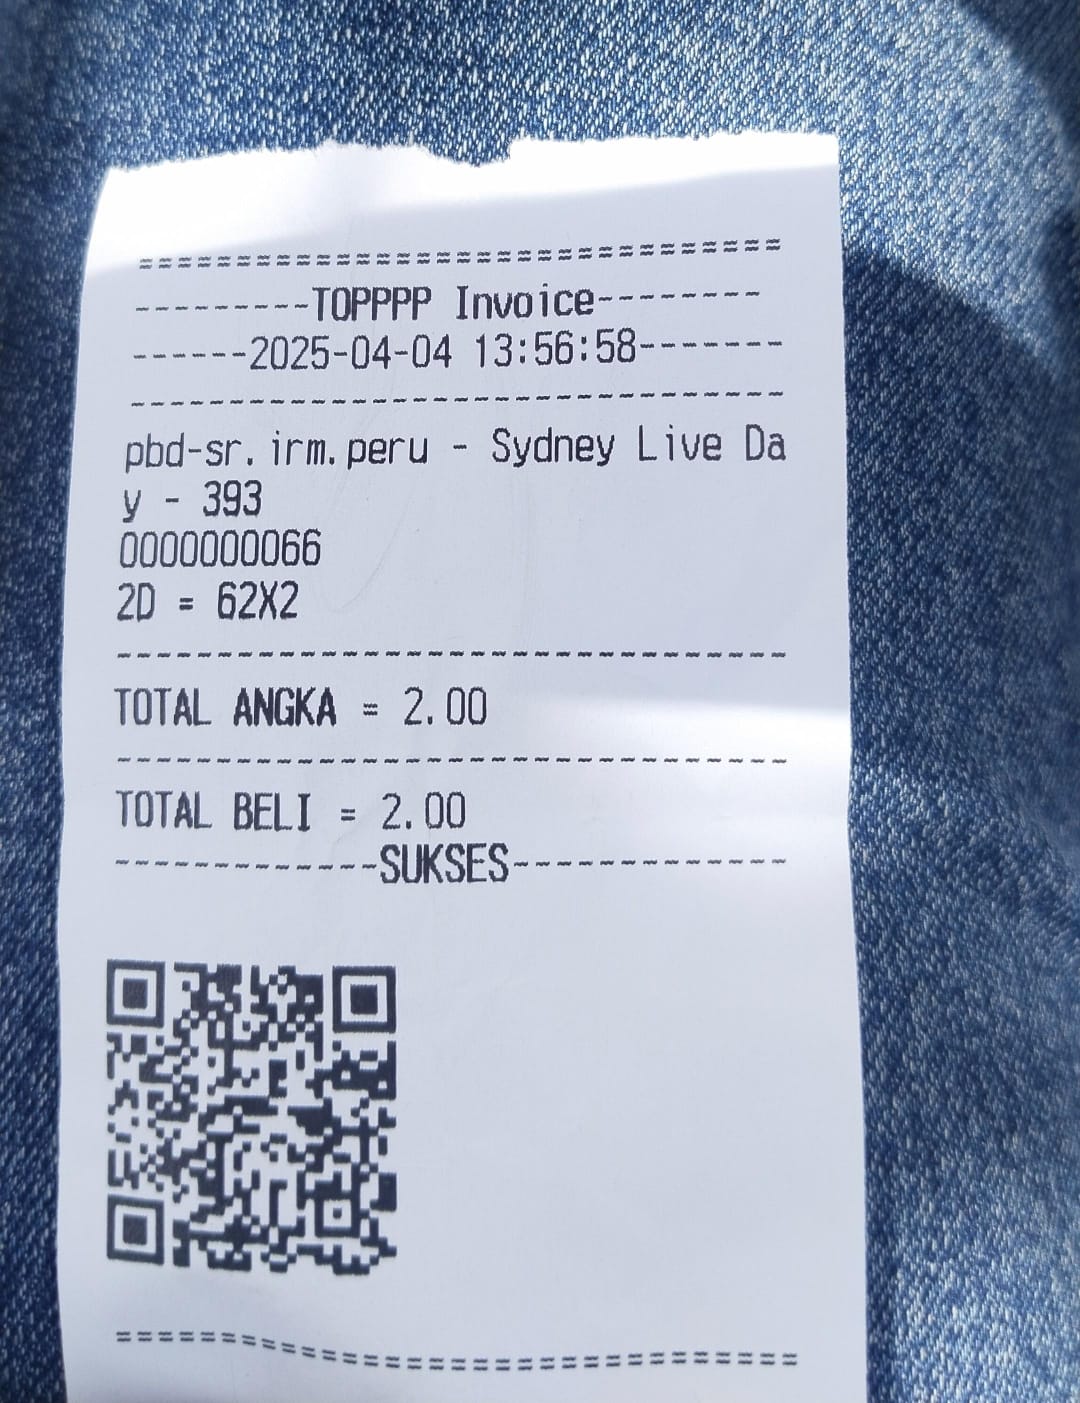 ================================
---------TOPPPP Invoice--------
------2025-04-04 13:56:58-------
--------------------------------
pbd-sr.irm.peru - Sydney Live Da
y - 393
0000000066
2D = 62X2
--------------------------------
TOTAL ANGKA = 2.00
--------------------------------
TOTAL BELI = 2.00
-------------SUKSES-------------
================================